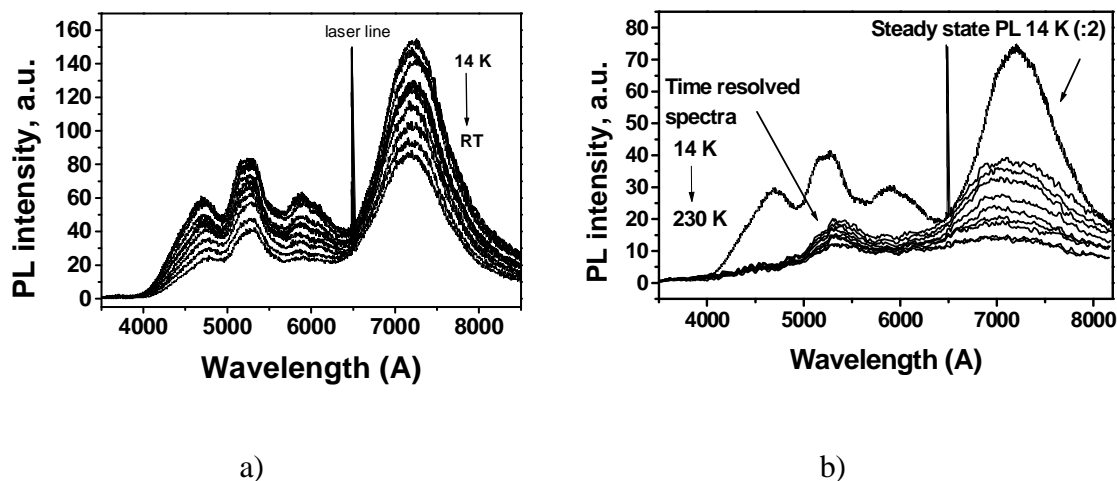 160
140
120
100
80
60
40
20
0
PL intensity, a.u.
laser line
14 K
RT
4000 5000 6000 7000 8000
Wavelength (A)
a)
80
70
60
50
40
30
20
10
0
PL intensity, a.u.
Steady state PL 14 K (:2)
Time resolved
spectra
14 K
230 K
4000 5000 6000 7000 8000
Wavelength (A)
b)